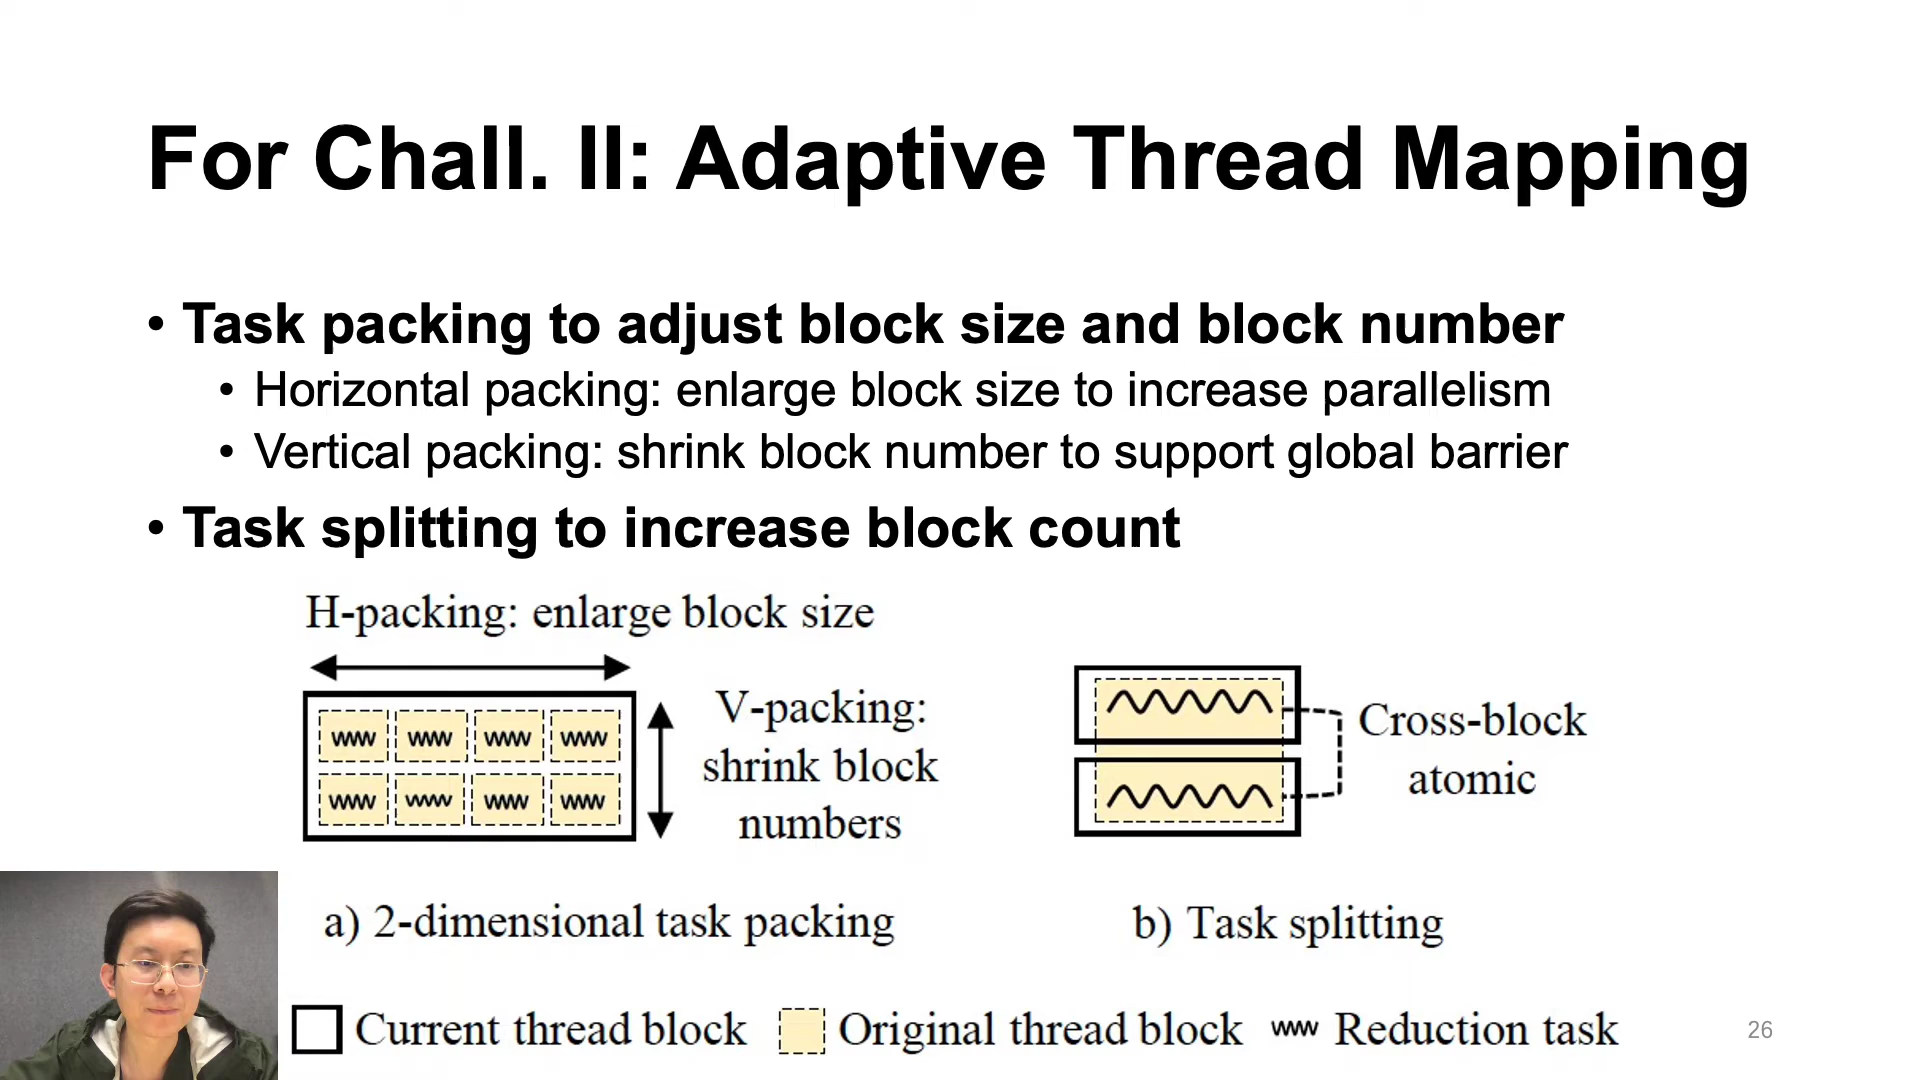 For Chall. II: Adaptive Thread Mapping
• Task packing to adjust block size and block number
• Horizontal packing: enlarge block size to increase parallelism
• Vertical packing: shrink block number to support global barrier
• Task splitting to increase block count
H-packing: enlarge block size
V-packing:
shrink block
numbers
Cross-block
atomic
a) 2-dimensional task packing
b) Task splitting
Current thread block
Original thread block
Reduction task
26